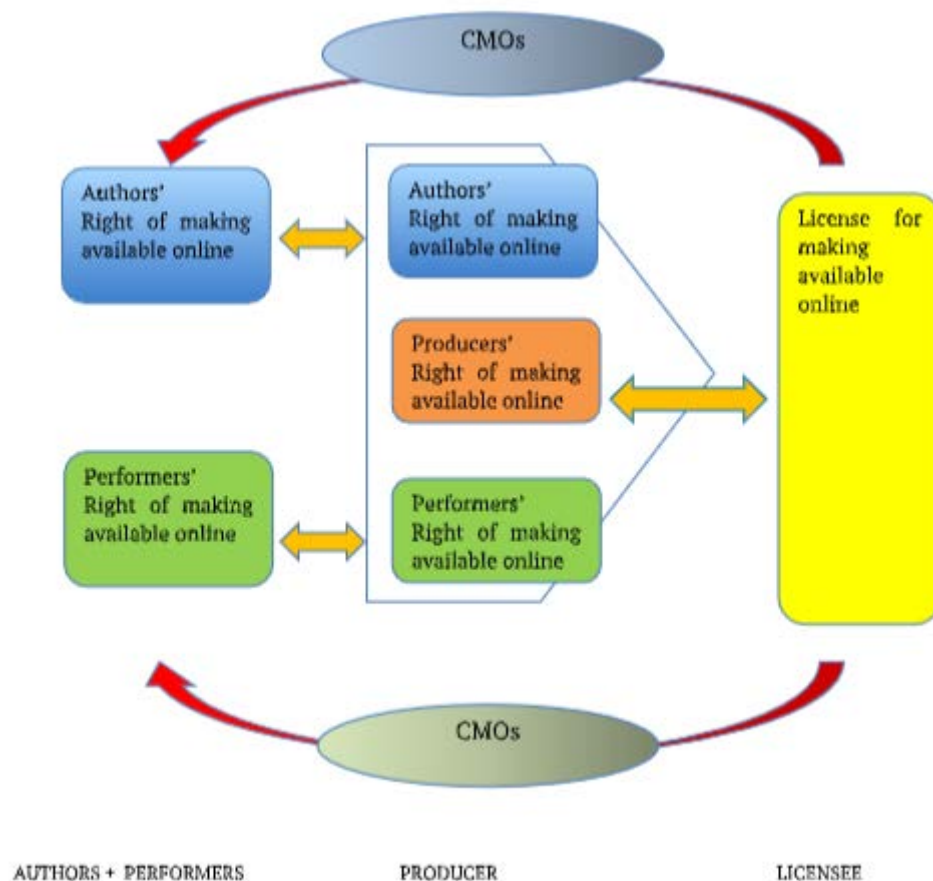 CMOs
Authors'
Right of making
available online
Authors'
Right of making
available online
License for
making
available
online
Producers'
Right of making
available online
Performers'
Right of making
available online
Performers'
Right of making
available online
CMOs
AUTHORS + PERFORMERS
PRODUCER
LICENSEE